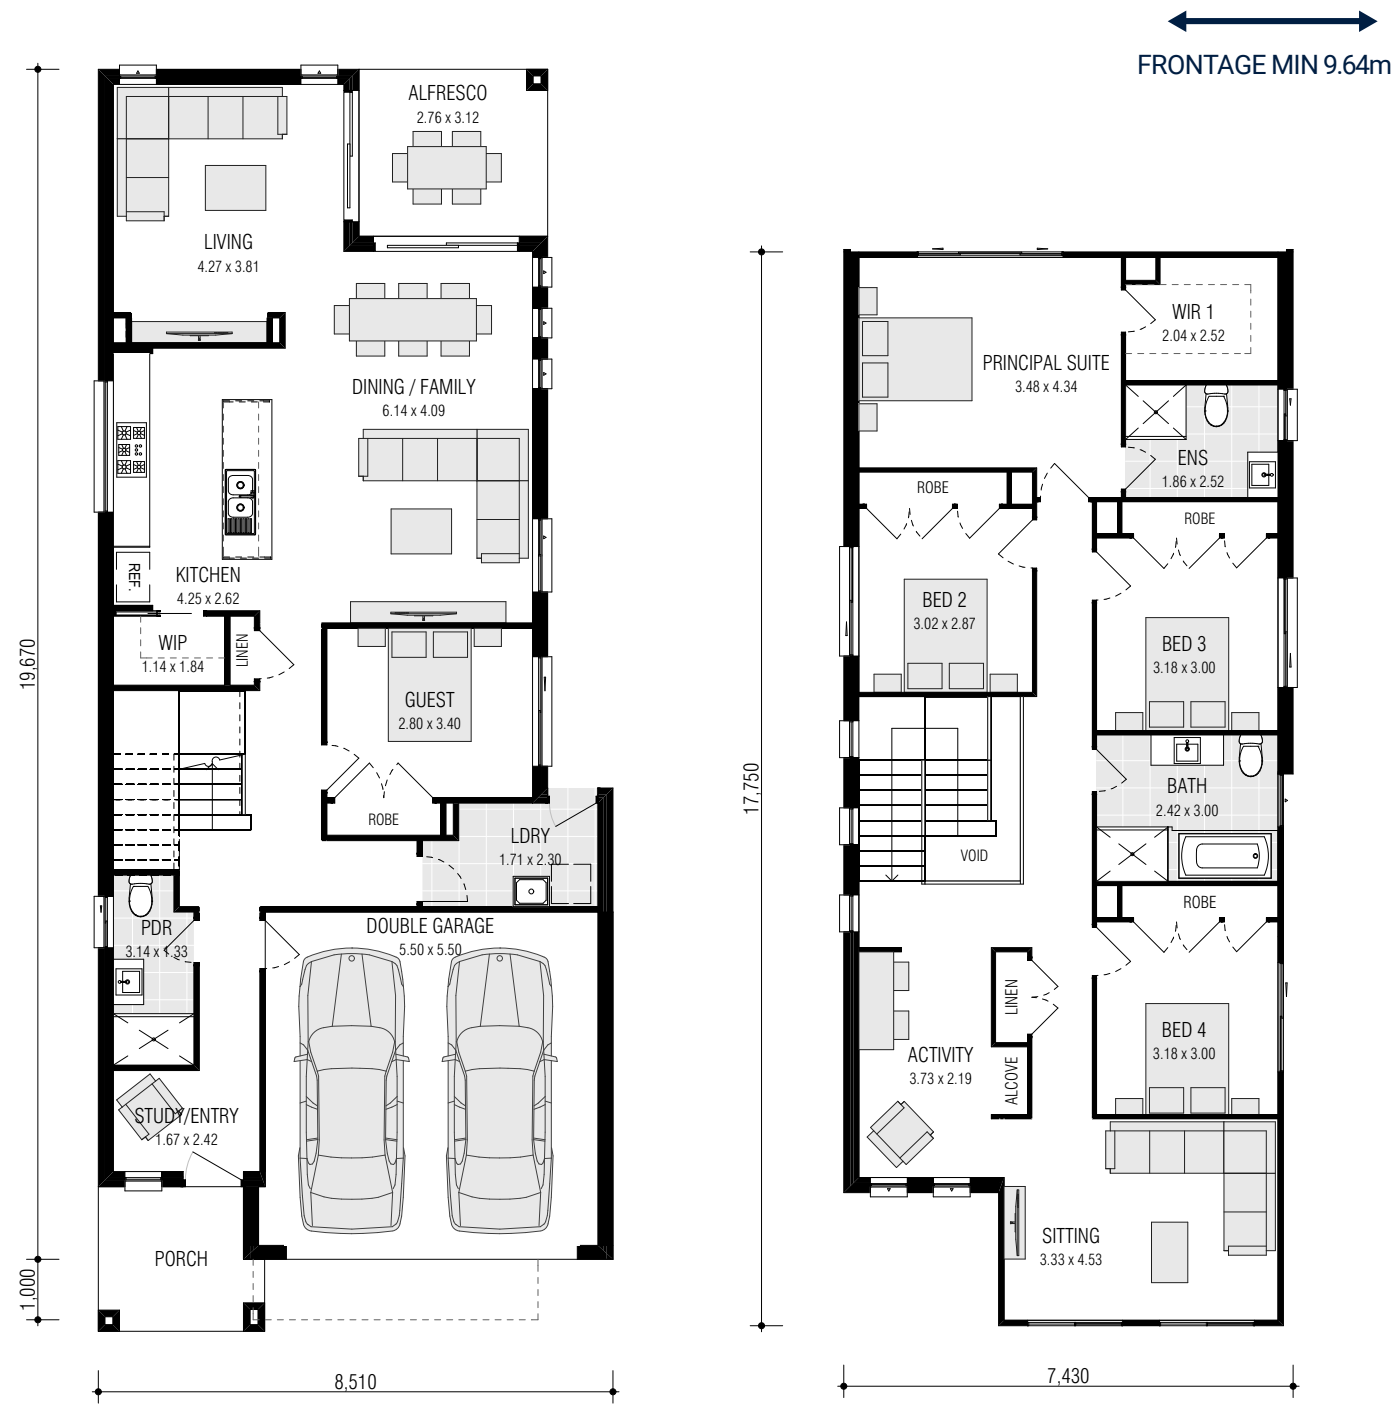 FRONTAGE MIN 9.64m
ALFRESCO
2.76 x 3.12
LIVING
4.27 x 3.81
DINING / FAMILY
6.14 x 4.09
KITCHEN
4.25 x 2.62
REF.
WIP
1.14 x 1.84
LINEN
GUEST
2.80 x 3.40
ROBE
LDRY
1.71 x 2.30
PDR
3.14 x 1.33
DOUBLE GARAGE
5.50 x 5.50
STUDY/ENTRY
1.67 x 2.42
PORCH
19,670
1,000
8,510
WIR 1
2.04 x 2.52
PRINCIPAL SUITE
3.48 x 4.34
ENS
1.86 x 2.52
ROBE
ROBE
BED 2
3.02 x 2.87
BED 3
3.18 x 3.00
BATH
2.42 x 3.00
VOID
ROBE
LINEN
BED 4
3.18 x 3.00
ACTIVITY
3.73 x 2.19
ALCOVE
SITTING
3.33 x 4.53
17,750
7,430